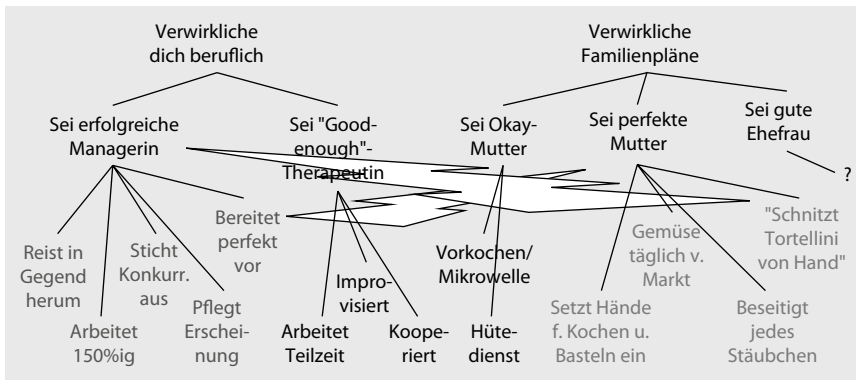 Verwirkliche
dich beruflich
Verwirkliche
Familienpläne
Sei erfolgreiche
Managerin
Sei "Good-
enough"-
Therapeutin
Sei Okay-
Mutter
Sei perfekte
Mutter
Sei gute
Ehefrau
?
Reist in
Gegend
herum
Sticht
Konkurr.
aus
Bereitet
perfekt
vor
Arbeitet
150%ig
Pflegt
Erschei-
nung
Impro-
visiert
Arbeitet
Teilzeit
Koope-
riert
Vorkochen/
Mikrowelle
Hüte-
dienst
Gemüse
täglich v.
Markt
"Schnitzt
Tortellini
von Hand"
Setzt Hände
f. Kochen u.
Basteln ein
Beseitigt
jedes
Stäubchen